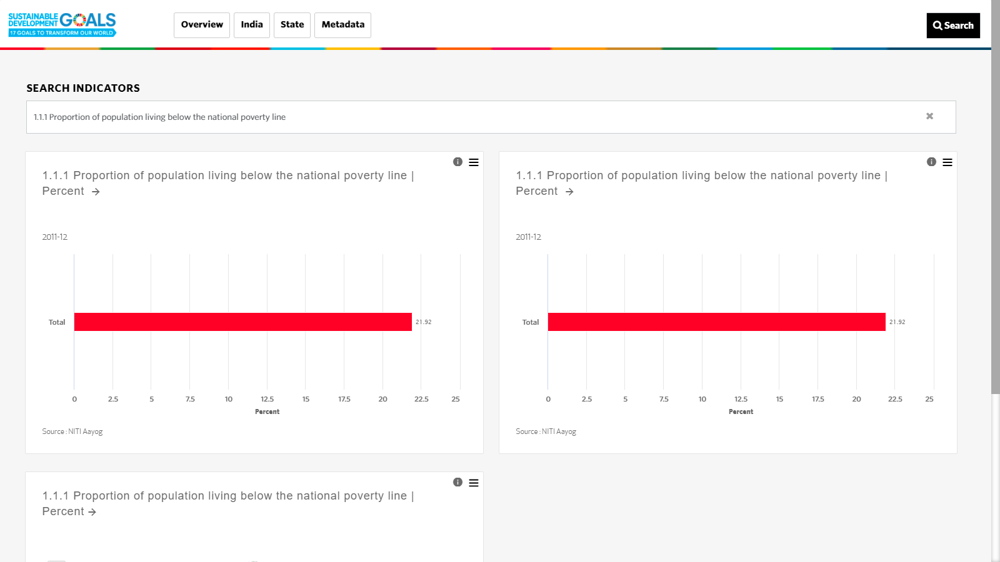 SUSTAINABLE DEVELOPMENT GOALS
17 GOALS TO TRANSFORM OUR WORLD
Overview India State Metadata
Search
SEARCH INDICATORS
1.1.1 Proportion of population living below the national poverty line
1.1.1 Proportion of population living below the national poverty line |
Percent
2011-12
Total
21.92
0 2.5 5 7.5 10 12.5 15 17.5 20 22.5 25
Percent
Source : NITI Aayog
1.1.1 Proportion of population living below the national poverty line |
Percent
2011-12
Total
21.92
0 2.5 5 7.5 10 12.5 15 17.5 20 22.5 25
Percent
Source : NITI Aayog
1.1.1 Proportion of population living below the national poverty line |
Percent